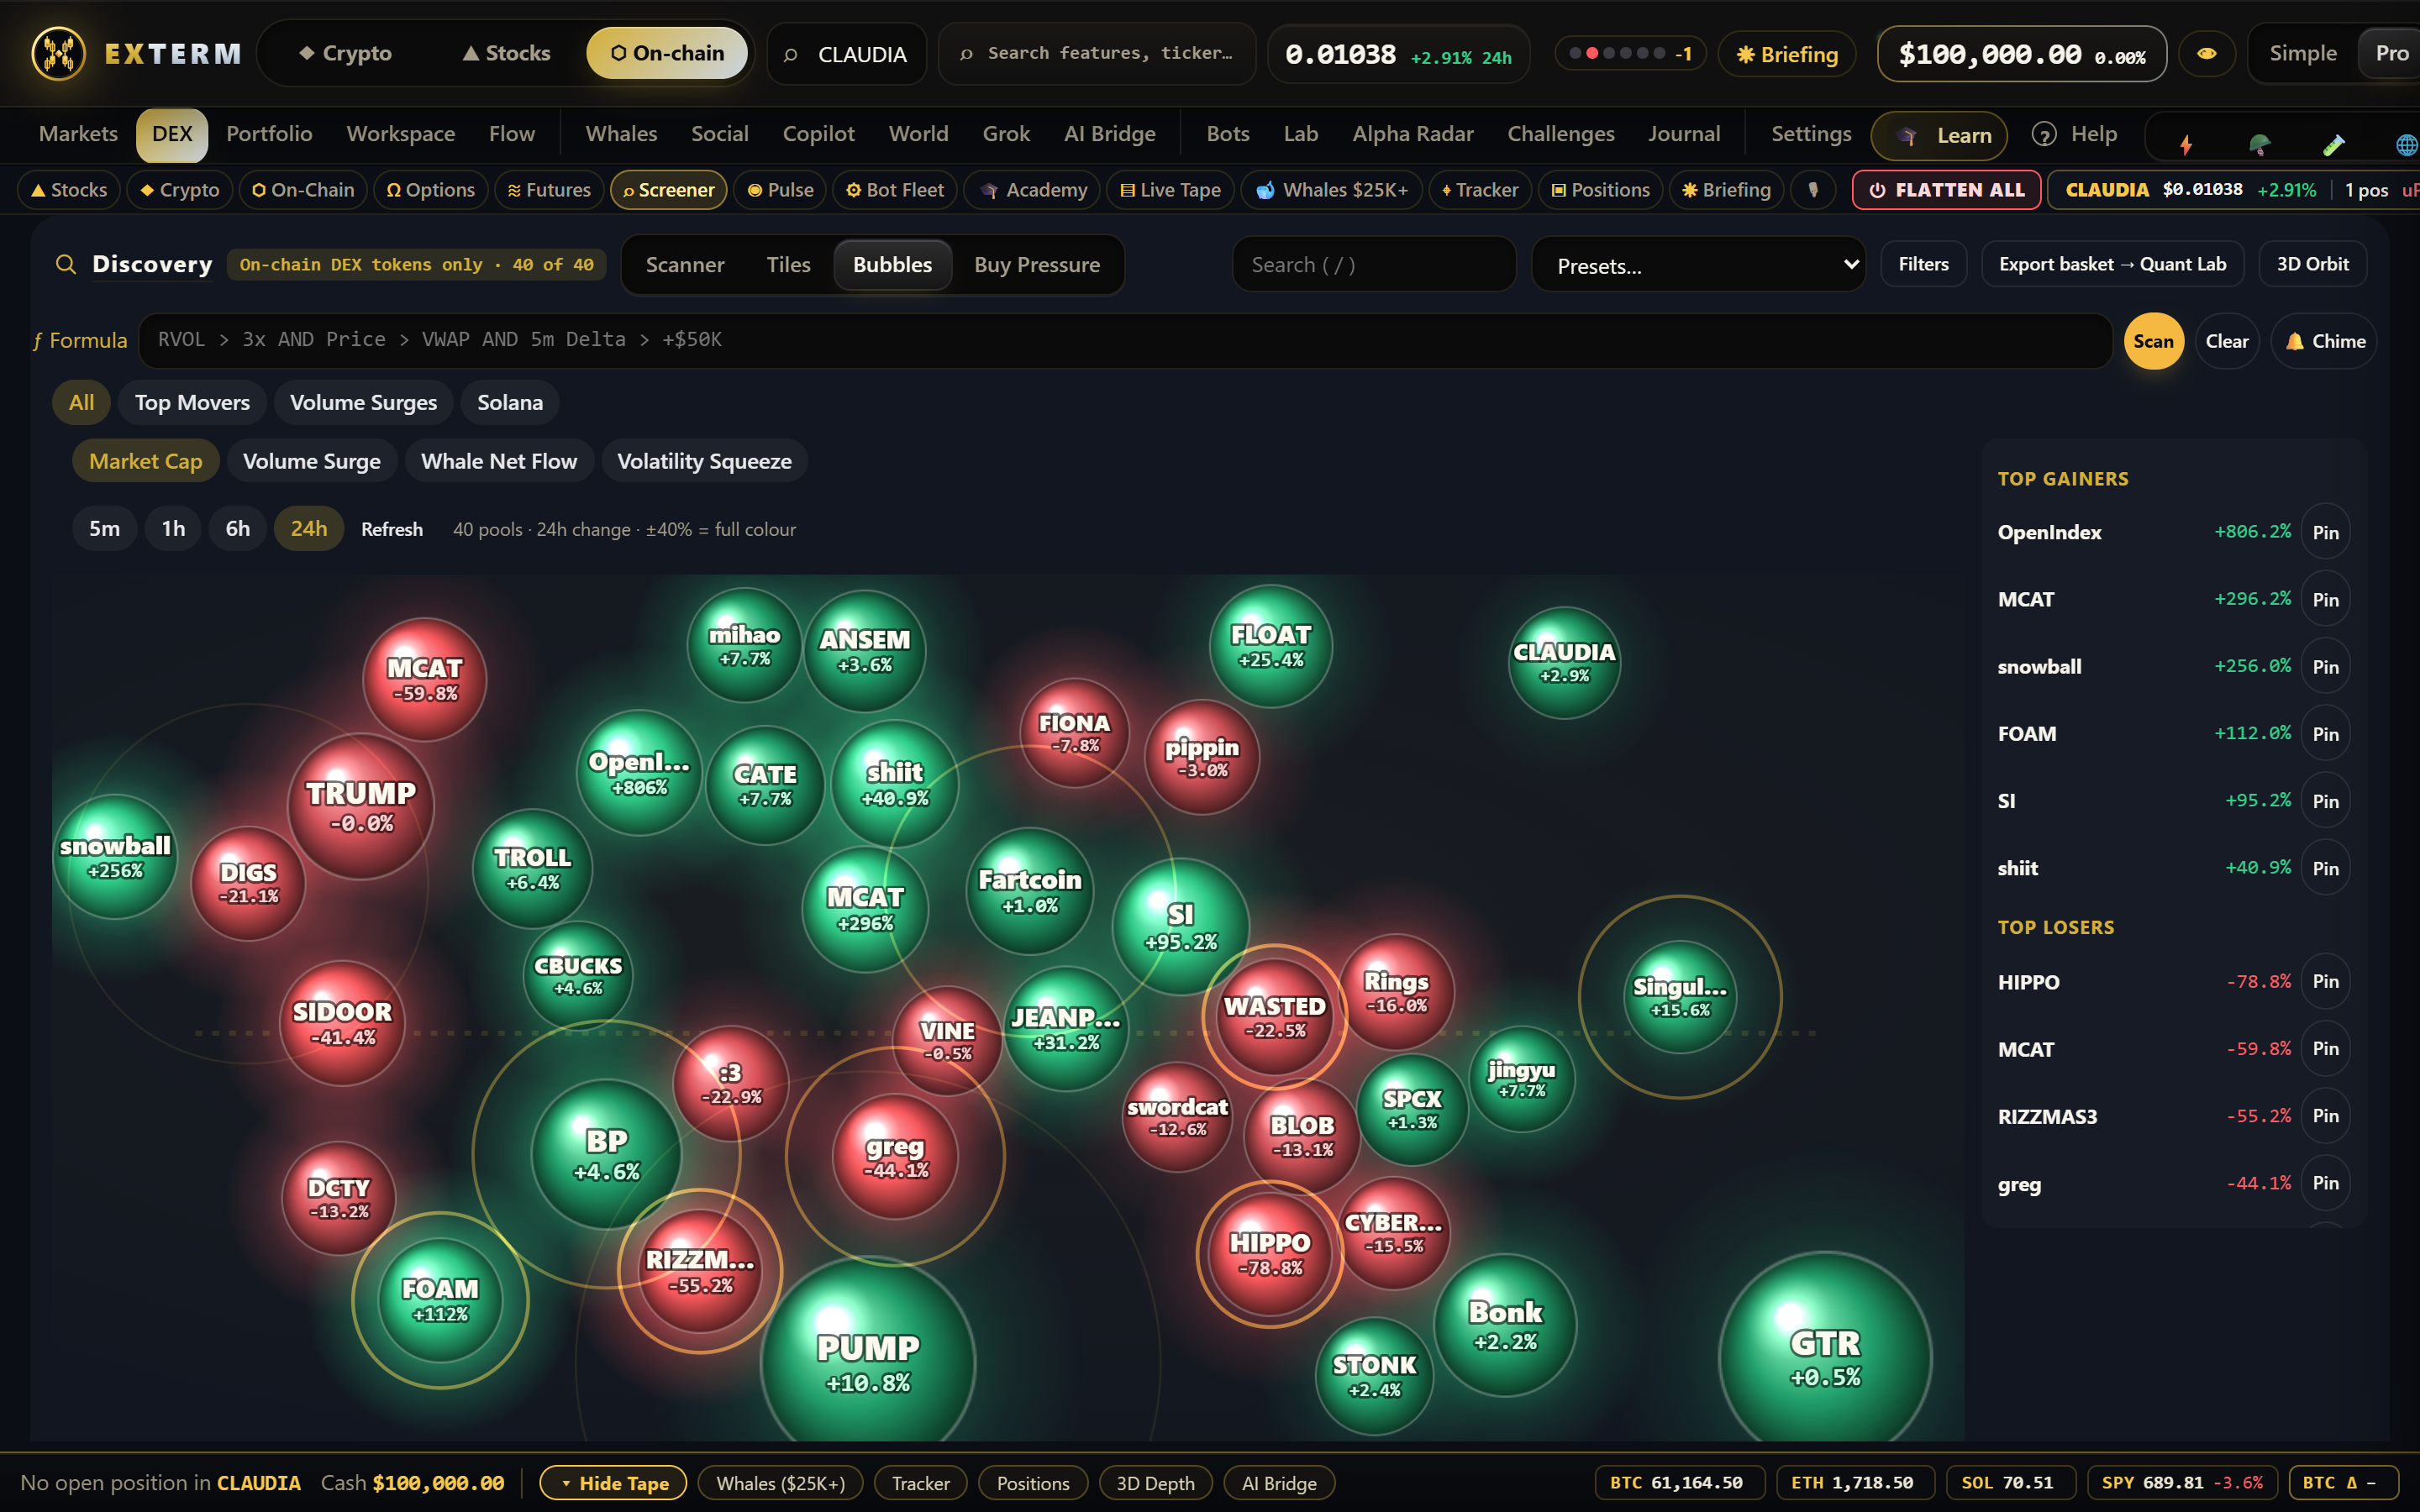 EXTERM
Crypto
Stocks
On-chain
CLAUDIA
Search features, ticker…
0.01038 +2.91% 24h
-1
Briefing
$100,000.00 0.00%
Simple
Pro
Markets
DEX
Portfolio
Workspace
Flow
Whales
Social
Copilot
World
Grok
AI Bridge
Bots
Lab
Alpha Radar
Challenges
Journal
Settings
Learn
? Help
Stocks
Crypto
On-Chain
Ω Options
Futures
Screener
Pulse
Bot Fleet
Academy
Live Tape
Whales $25K+
Tracker
Positions
Briefing
FLATTEN ALL
CLAUDIA $0.01038 +2.91% 1 pos
Discovery
On-chain DEX tokens only · 40 of 40
Scanner
Tiles
Bubbles
Buy Pressure
Search ( / )
Presets...
Filters
Export basket → Quant Lab
3D Orbit
ƒ Formula
RVOL > 3x AND Price > VWAP AND 5m Delta > +$50K
Scan
Clear
Chime
All
Top Movers
Volume Surges
Solana
Market Cap
Volume Surge
Whale Net Flow
Volatility Squeeze
5m
1h
6h
24h
Refresh
40 pools · 24h change · ±40% = full colour
MCAT
-59.8%
mihao
+7.7%
ANSEM
+3.6%
FLOAT
+25.4%
CLAUDIA
+2.9%
TRUMP
-0.0%
Openl…
+806%
CATE
+7.7%
shiit
+40.9%
FIONA
-7.8%
pippin
-3.0%
snowball
+256%
DIGS
-21.1%
TROLL
+6.4%
MCAT
+296%
Fartcoin
+1.0%
SI
+95.2%
CBUCKS
+4.6%
SIDOOR
-41.4%
VINE
-0.5%
JEANP…
+31.2%
WASTED
-22.5%
Rings
-16.0%
Singul…
+15.6%
:3
-22.9%
BP
+4.6%
greg
-44.1%
swordcat
-12.6%
BLOB
-13.1%
SPCX
+1.3%
jingyu
+7.7%
DCTY
-13.2%
FOAM
+112%
RIZZM…
-55.2%
HIPPO
-78.8%
CYBER…
-15.5%
PUMP
+10.8%
STONK
+2.4%
Bonk
+2.2%
GTR
+0.5%
TOP GAINERS
OpenIndex +806.2% Pin
MCAT +296.2% Pin
snowball +256.0% Pin
FOAM +112.0% Pin
SI +95.2% Pin
shiit +40.9% Pin
TOP LOSERS
HIPPO -78.8% Pin
MCAT -59.8% Pin
RIZZMAS3 -55.2% Pin
greg -44.1% Pin
No open position in CLAUDIA Cash $100,000.00
Hide Tape
Whales ($25K+)
Tracker
Positions
3D Depth
AI Bridge
BTC 61,164.50
ETH 1,718.50
SOL 70.51
SPY 689.81 -3.6%
BTC Δ –